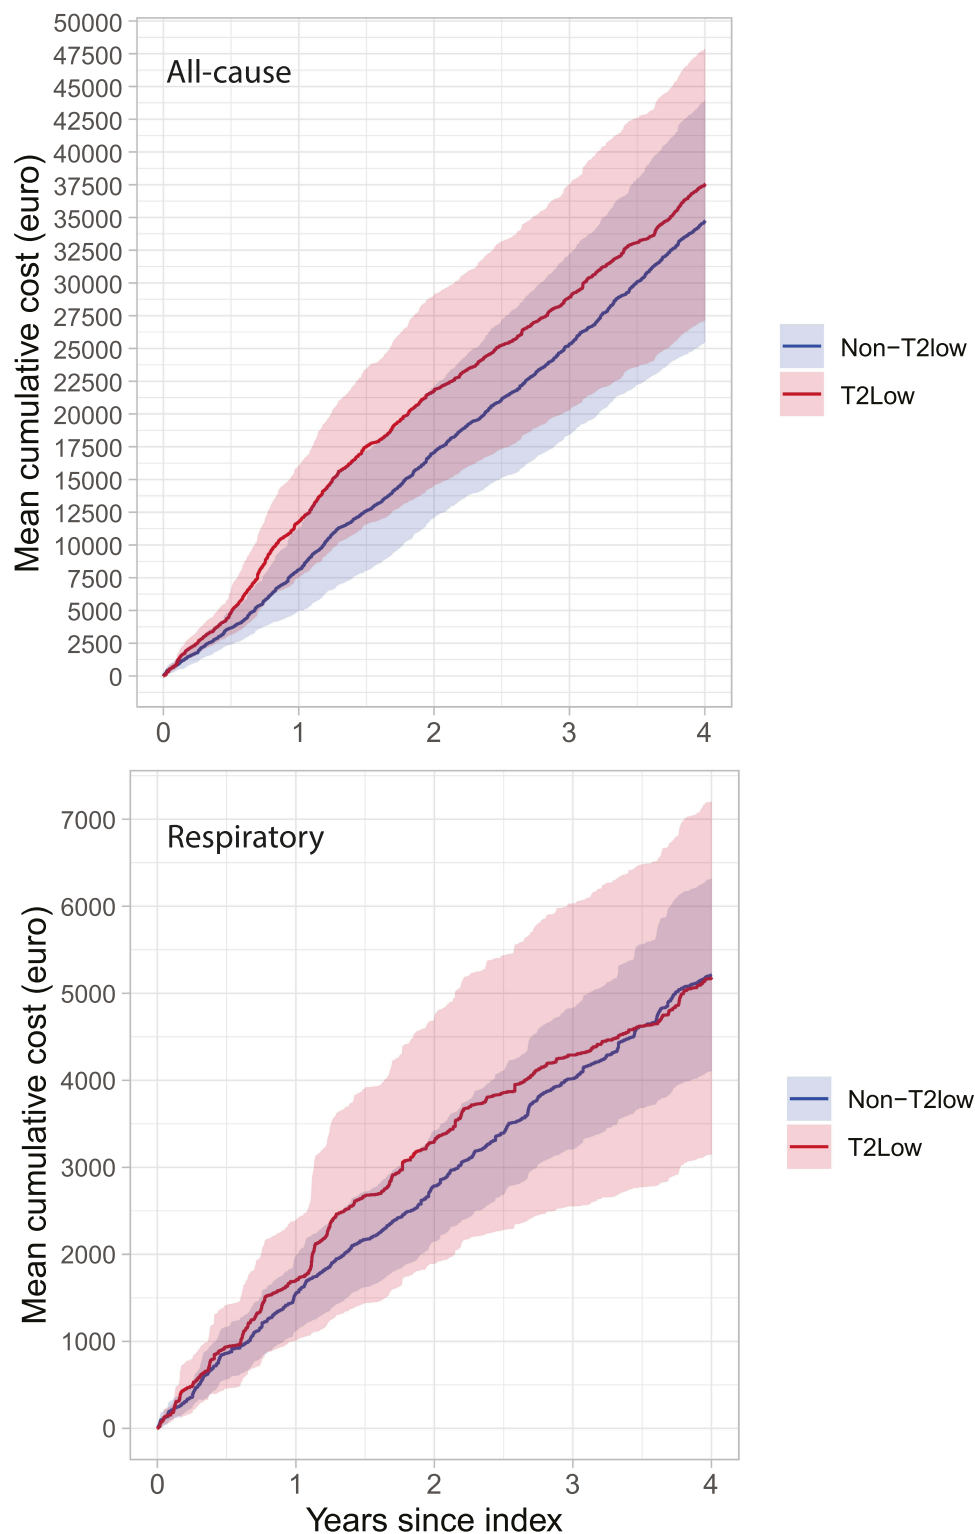 50000
47500
45000
42500
40000
37500
35000
32500
30000
27500
25000
22500
20000
17500
15000
12500
10000
7500
5000
2500
0
Mean cumulative cost (euro)
All-cause
0 1 2 3 4
Non−T2low
T2Low
7000
6000
5000
4000
3000
2000
1000
0
Mean cumulative cost (euro)
Respiratory
0 1 2 3 4
Years since index
Non−T2low
T2Low